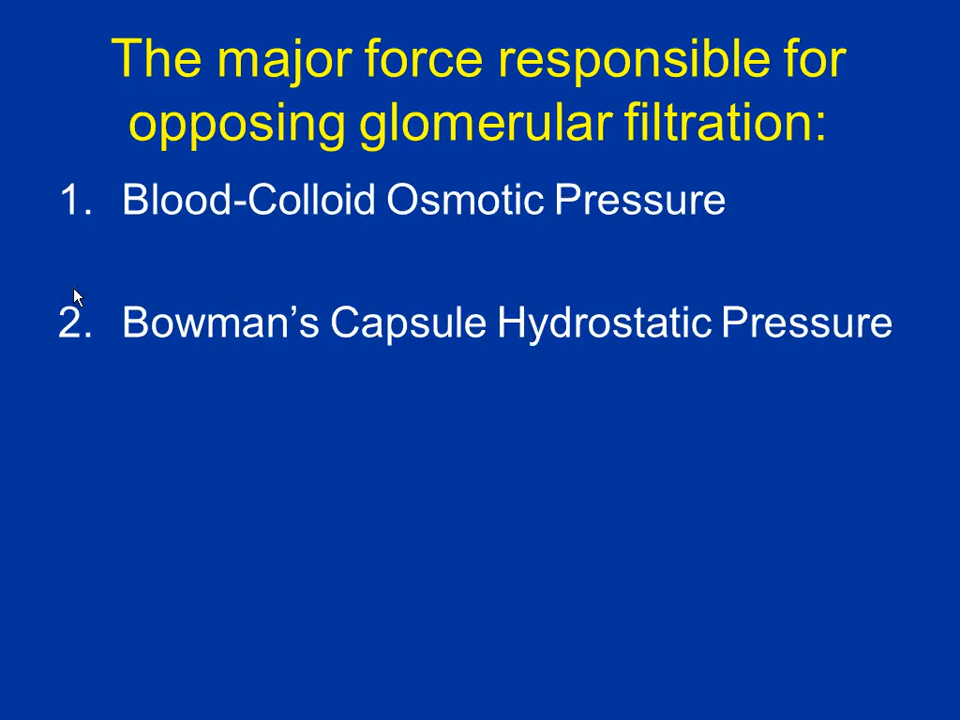 The major force responsible for
opposing glomerular filtration:
1. Blood-Colloid Osmotic Pressure
2. Bowman’s Capsule Hydrostatic Pressure